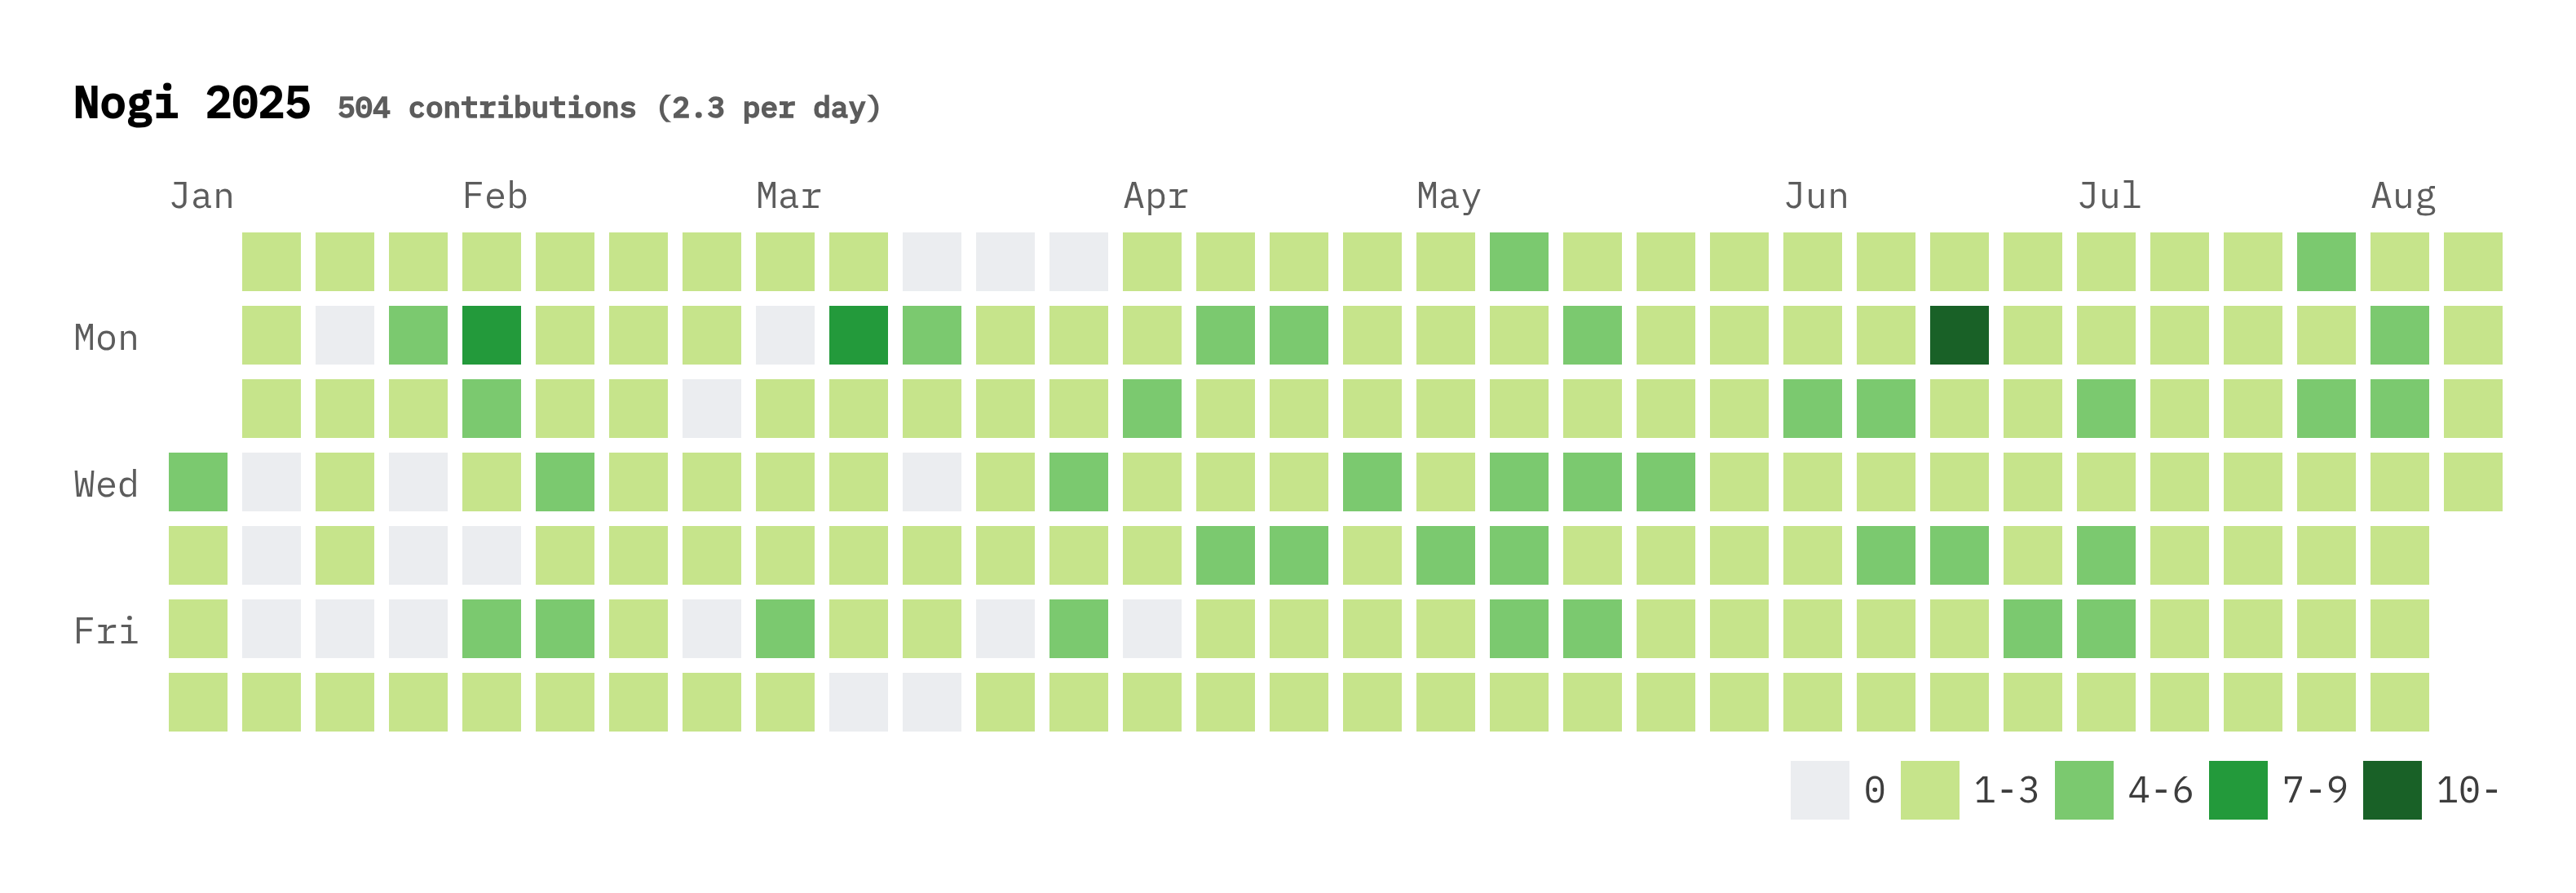 Nogi 2025 504 contributions (2.3 per day)
Jan Feb Mar Apr May Jun Jul Aug
Mon
Wed
Fri
0 1-3 4-6 7-9 10-